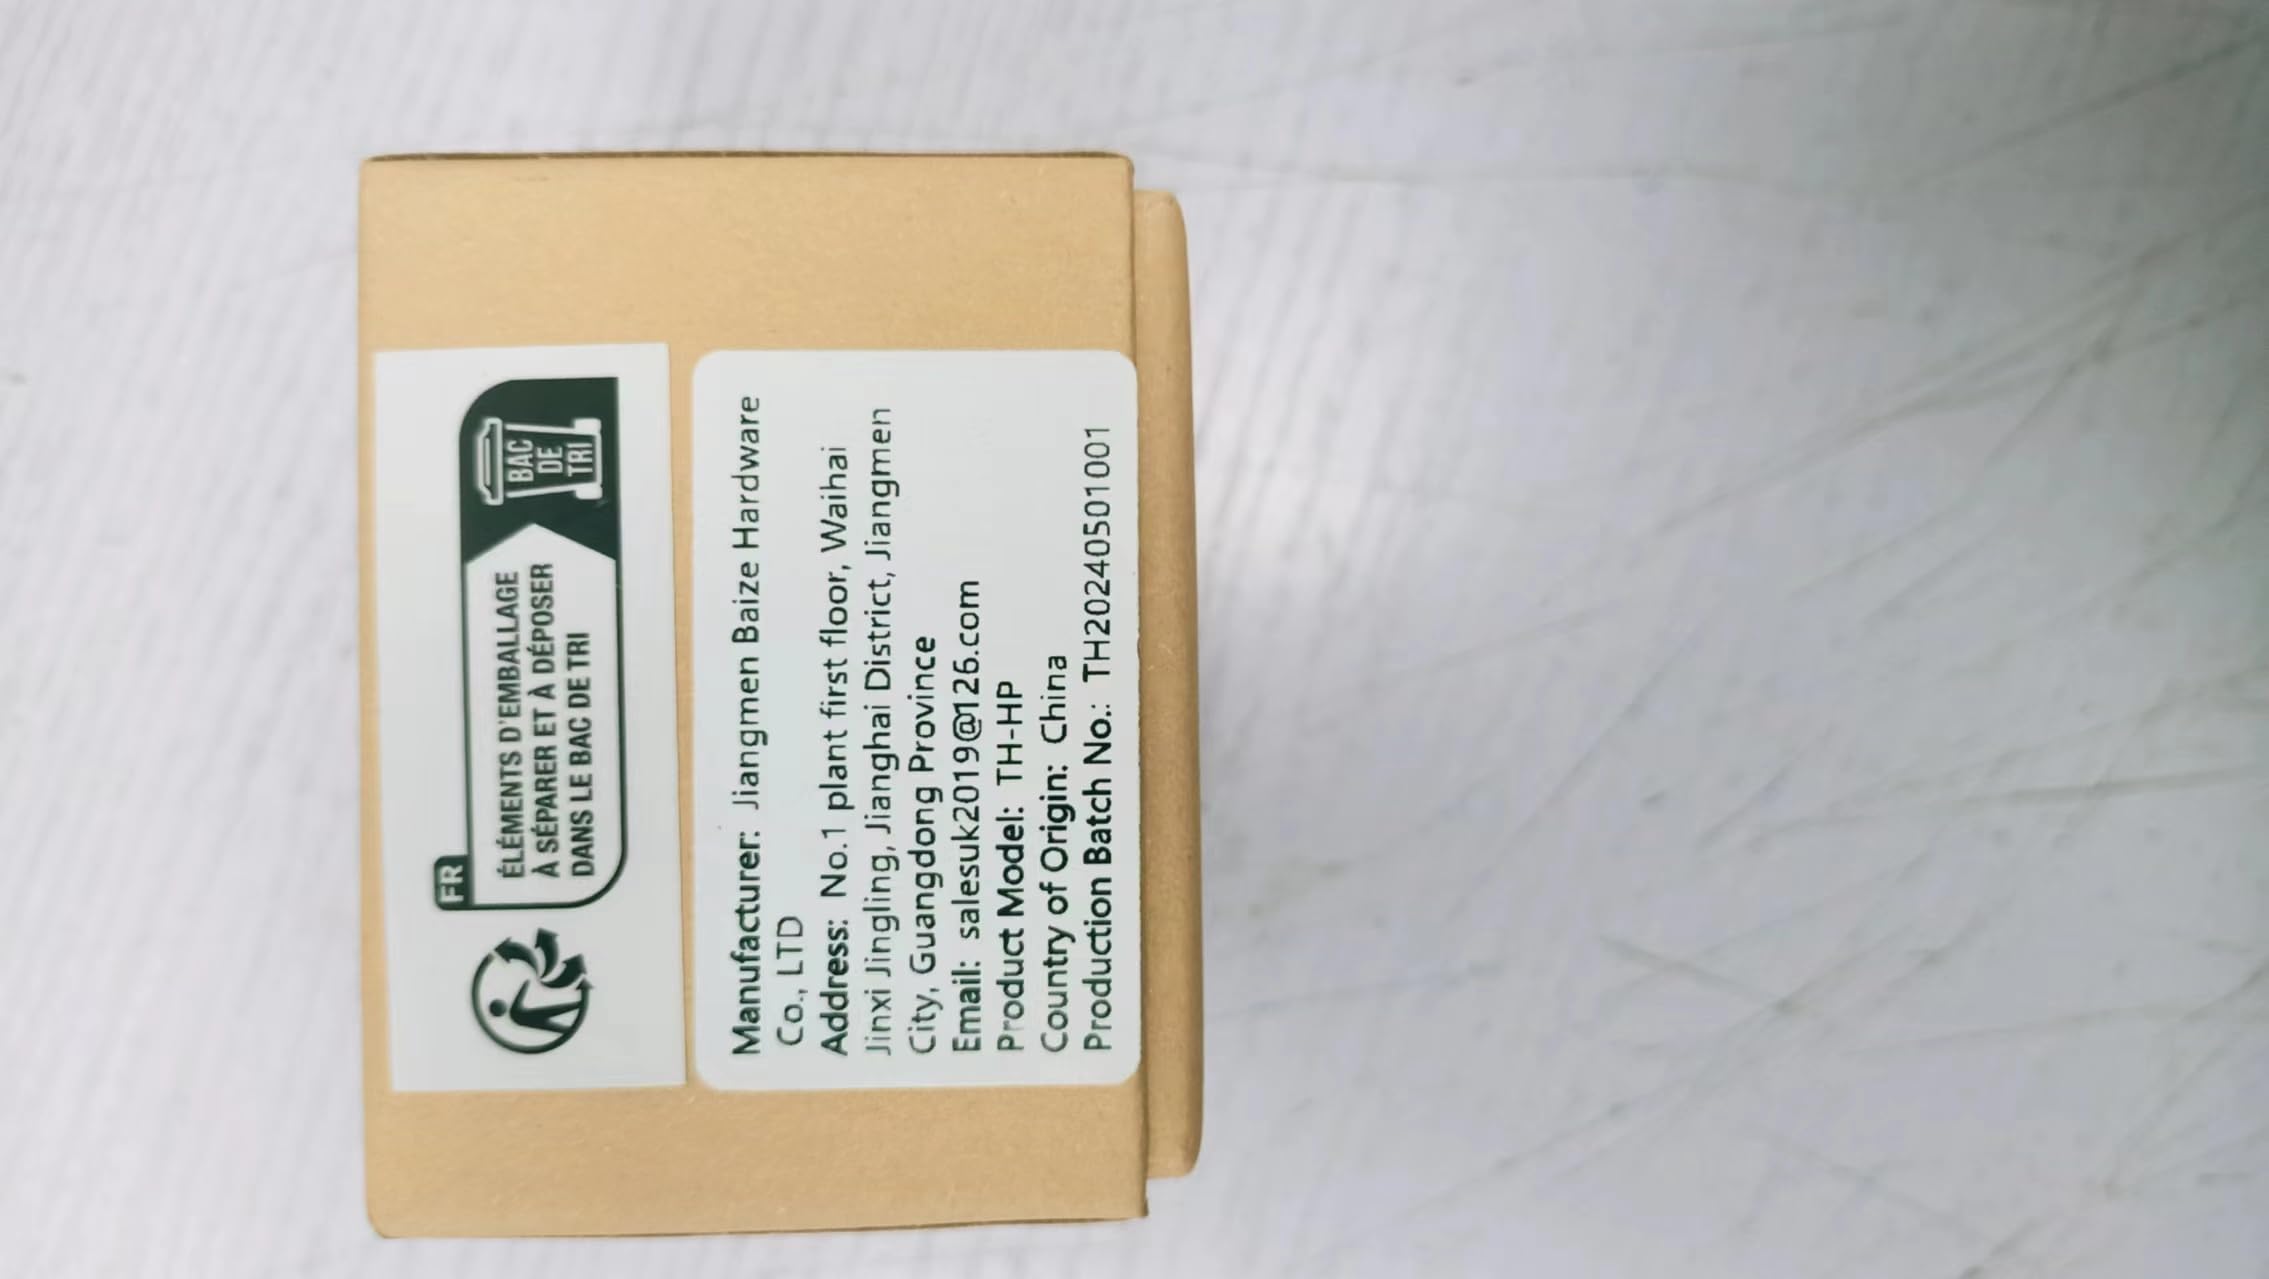 FR
ÉLÉMENTS D'EMBALLAGE
À SÉPARER ET À DÉPOSER
DANS LE BAC DE TRI
BAC
DE
TRI
Manufacturer: Jiangmen Baize Hardware
Co., LTD
Address: No.1 plant first floor, Waihai
Jinxi Jingling, Jianghai District, Jiangmen
City, Guangdong Province
Email: salesuk2019@126.com
Product Model: TH-HP
Country of Origin: China
Production Batch No.: TH20240501001